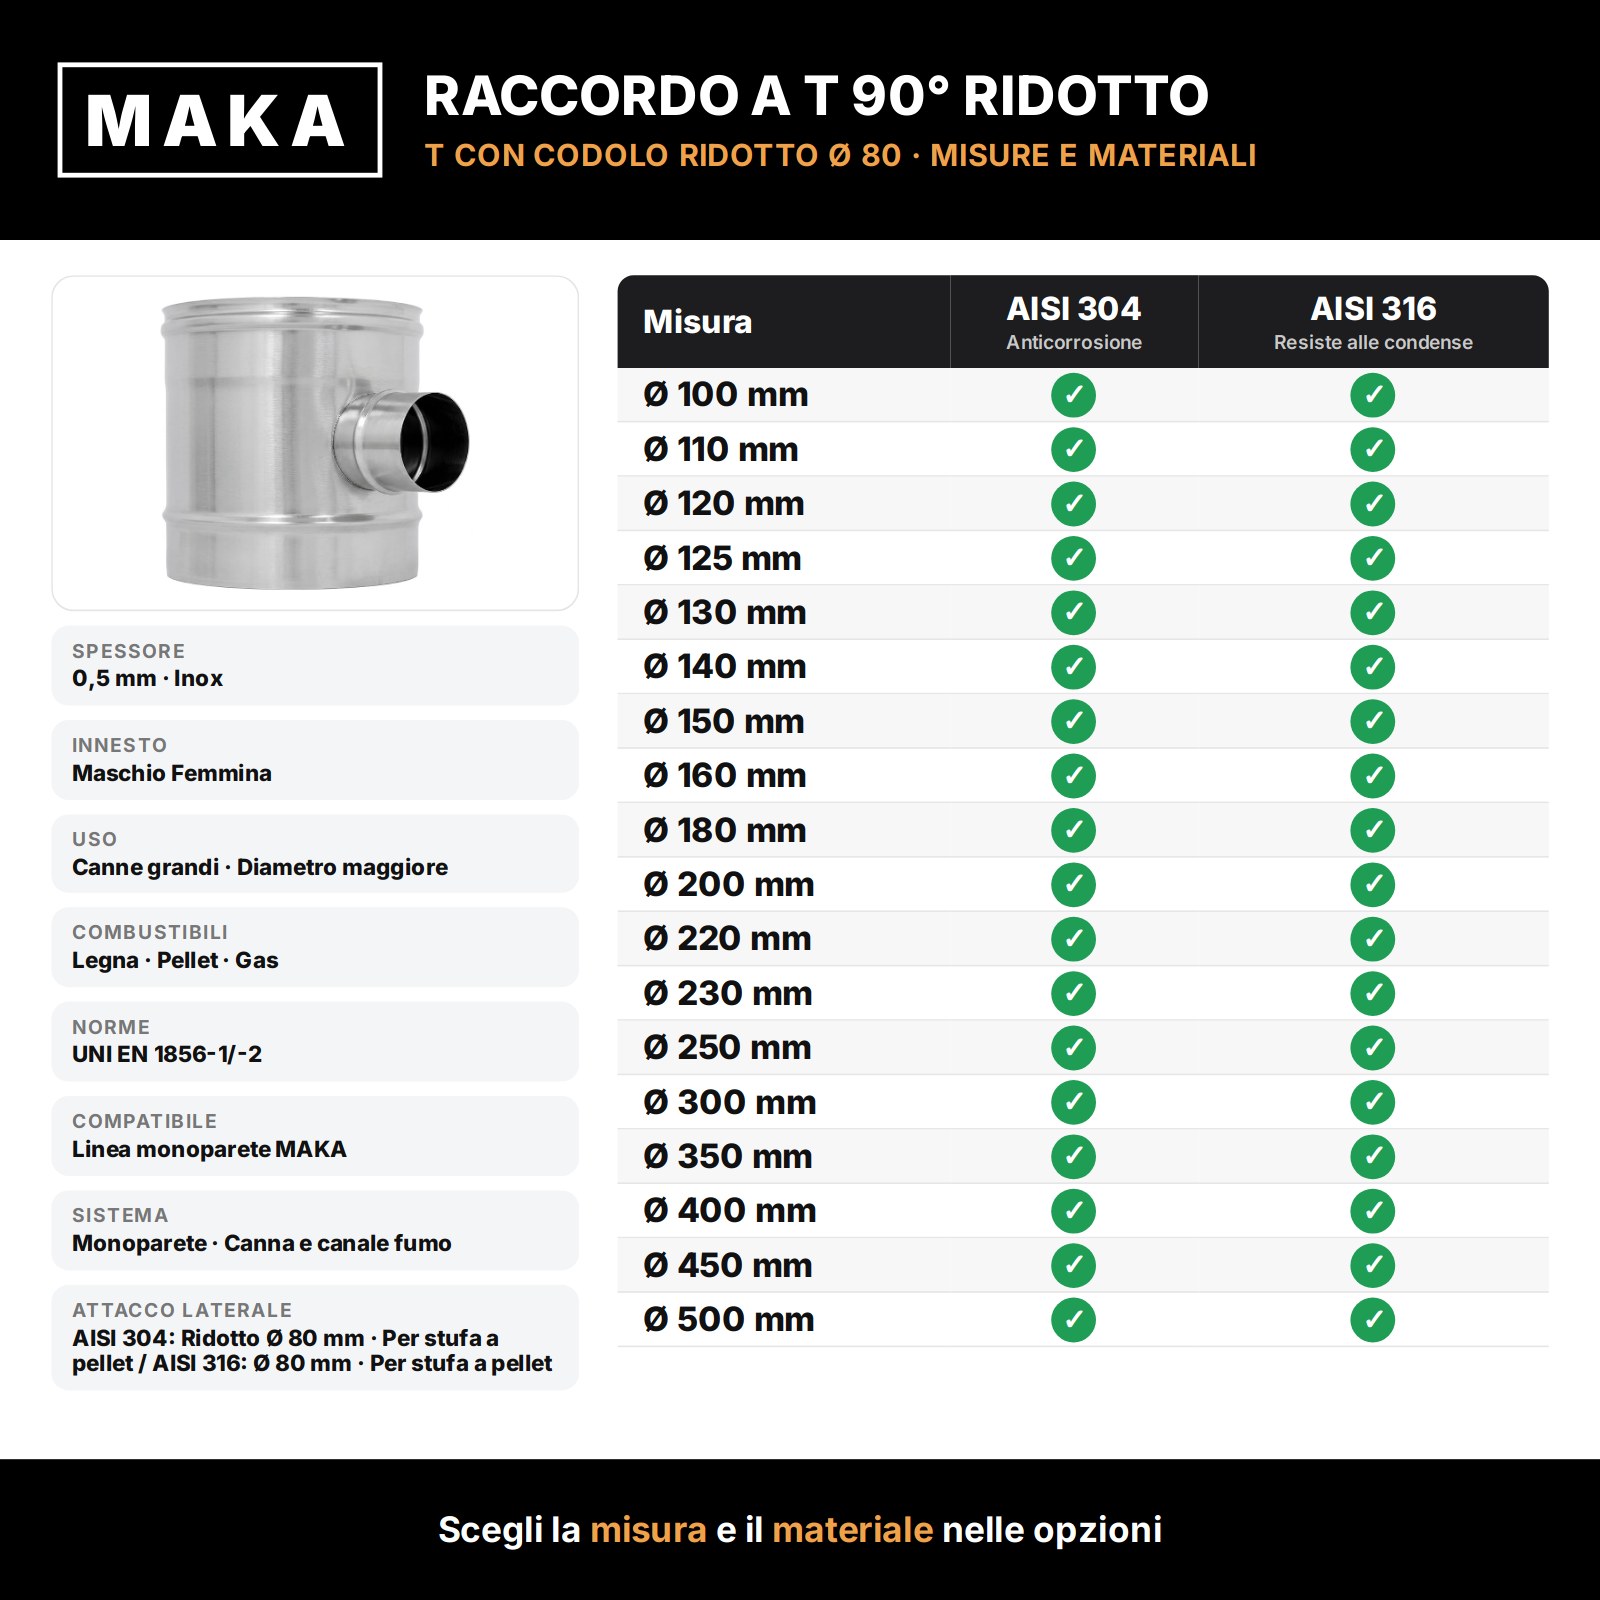 MAKA
RACCORDO A T 90° RIDOTTO
T CON CODOLO RIDOTTO Ø 80 · MISURE E MATERIALI
SPESSORE
0,5 mm · Inox
INNESTO
Maschio Femmina
USO
Canne grandi · Diametro maggiore
COMBUSTIBILI
Legna · Pellet · Gas
NORME
UNI EN 1856-1/-2
COMPATIBILE
Linea monoparete MAKA
SISTEMA
Monoparete · Canna e canale fumo
ATTACCO LATERALE
AISI 304: Ridotto Ø 80 mm · Per stufa a
pellet / AISI 316: Ø 80 mm · Per stufa a pellet
Misura AISI 304 AISI 316
Anticorrosione Resiste alle condense
Ø 100 mm ✓ ✓
Ø 110 mm ✓ ✓
Ø 120 mm ✓ ✓
Ø 125 mm ✓ ✓
Ø 130 mm ✓ ✓
Ø 140 mm ✓ ✓
Ø 150 mm ✓ ✓
Ø 160 mm ✓ ✓
Ø 180 mm ✓ ✓
Ø 200 mm ✓ ✓
Ø 220 mm ✓ ✓
Ø 230 mm ✓ ✓
Ø 250 mm ✓ ✓
Ø 300 mm ✓ ✓
Ø 350 mm ✓ ✓
Ø 400 mm ✓ ✓
Ø 450 mm ✓ ✓
Ø 500 mm ✓ ✓
Scegli la misura e il materiale nelle opzioni